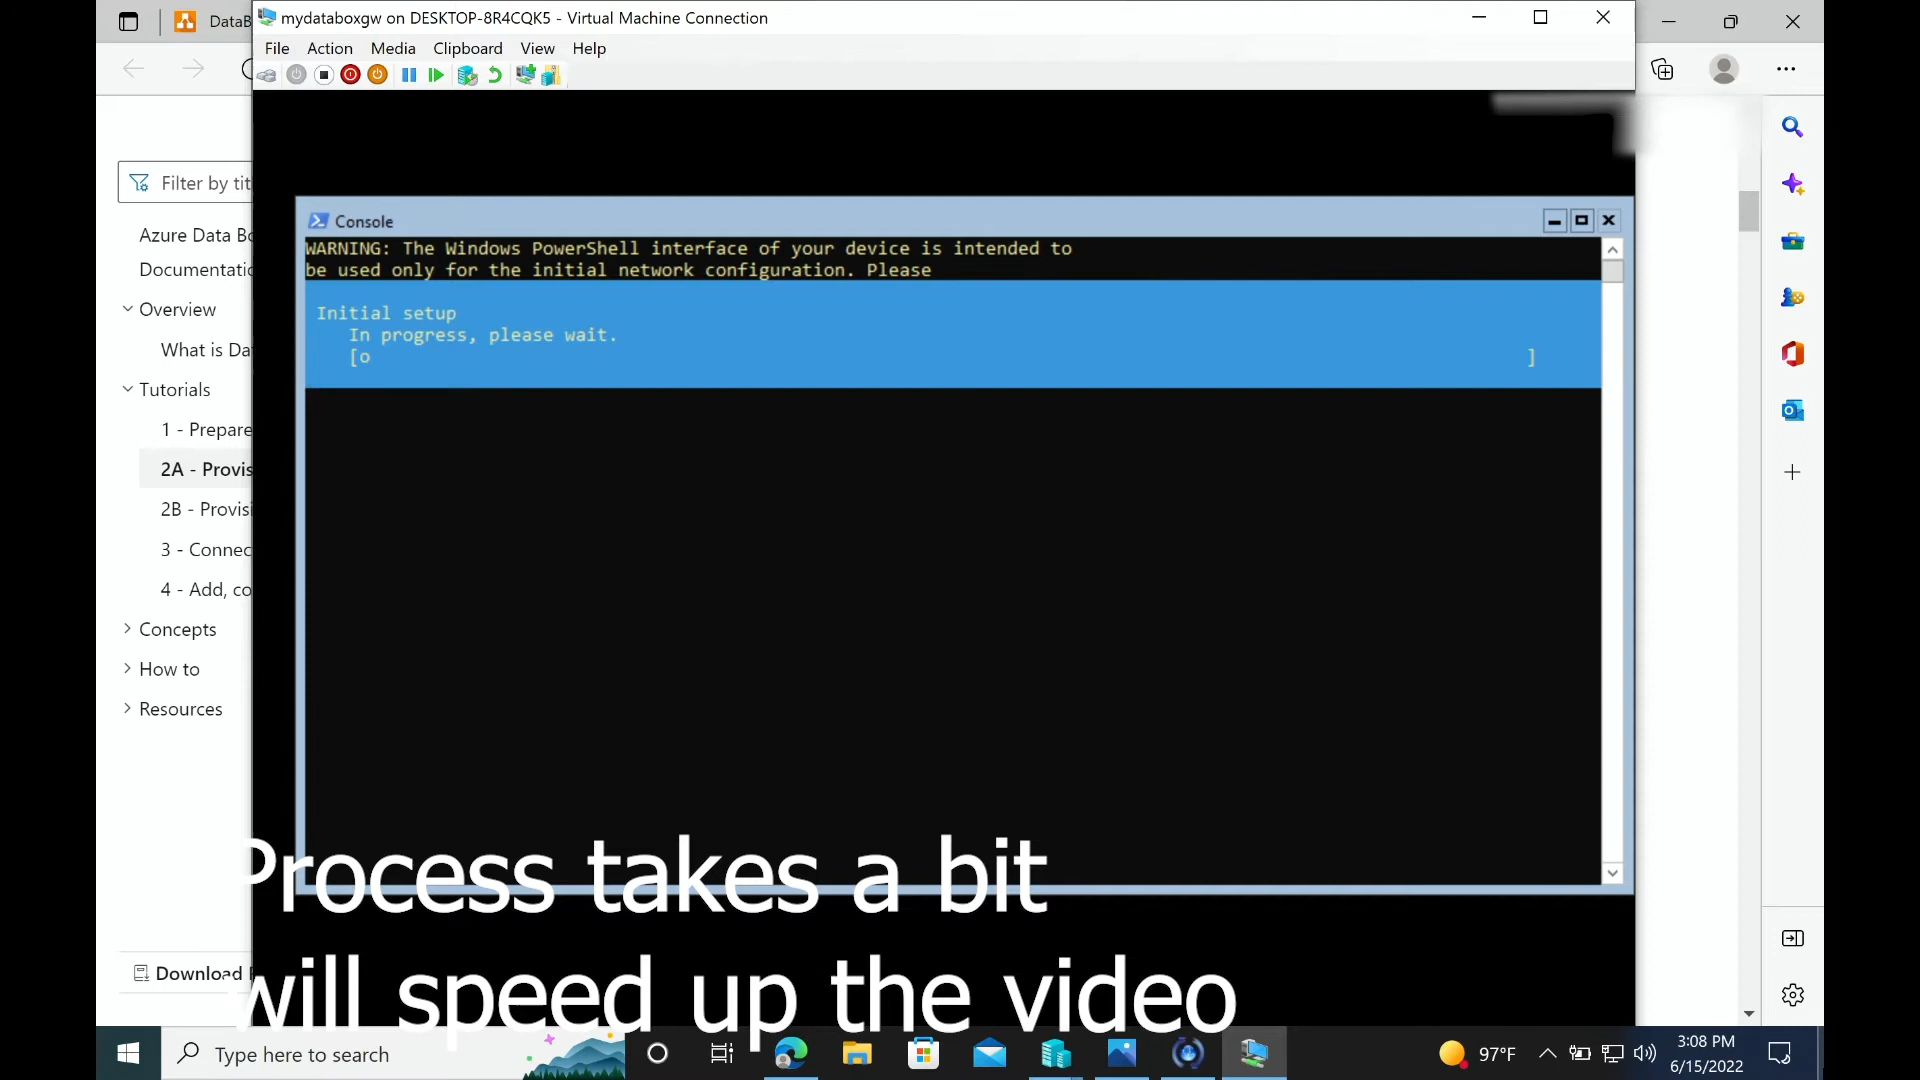 DataB
mydataboxgw on DESKTOP-8R4CQK5 - Virtual Machine Connection
File Action Media Clipboard View Help
Filter by tit
Azure Data Bo
Documentatio
Overview
What is Da
Tutorials
1 - Prepare
2A - Provis
2B - Provisi
3 - Connec
4 - Add, co
Concepts
How to
Resources
Download
Console
WARNING: The Windows PowerShell interface of your device is intended to
be used only for the initial network configuration. Please
Initial setup
In progress, please wait.
[o ]
Process takes a bit
will speed up the video
Type here to search
97°F
3:08 PM
6/15/2022